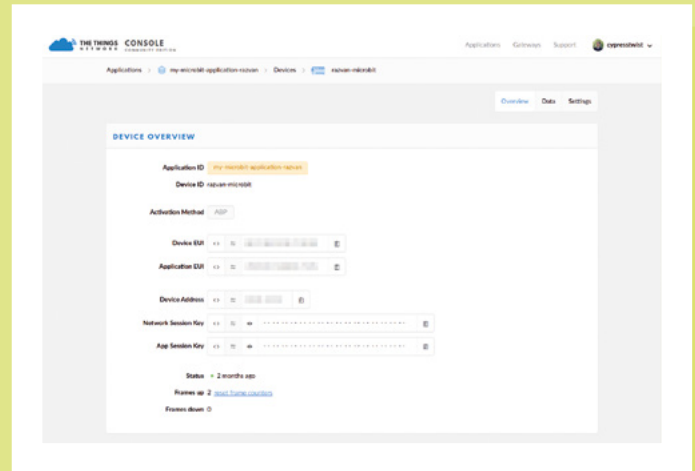 THE THINGS NETWORK CONSOLE
COMMUNITY EDITION
Applications Gateways Support cypresstwist
Applications > my-microbit-application-razvan > Devices > razvan-microbit
Overview Data Settings
DEVICE OVERVIEW
Application ID my-microbit-application-razvan
Device ID razvan-microbit
Activation Method ABP
Device EUI
Application EUI
Device Address
Network Session Key
App Session Key
Status 2 months ago
Frames up 2 reset frame counters
Frames down 0